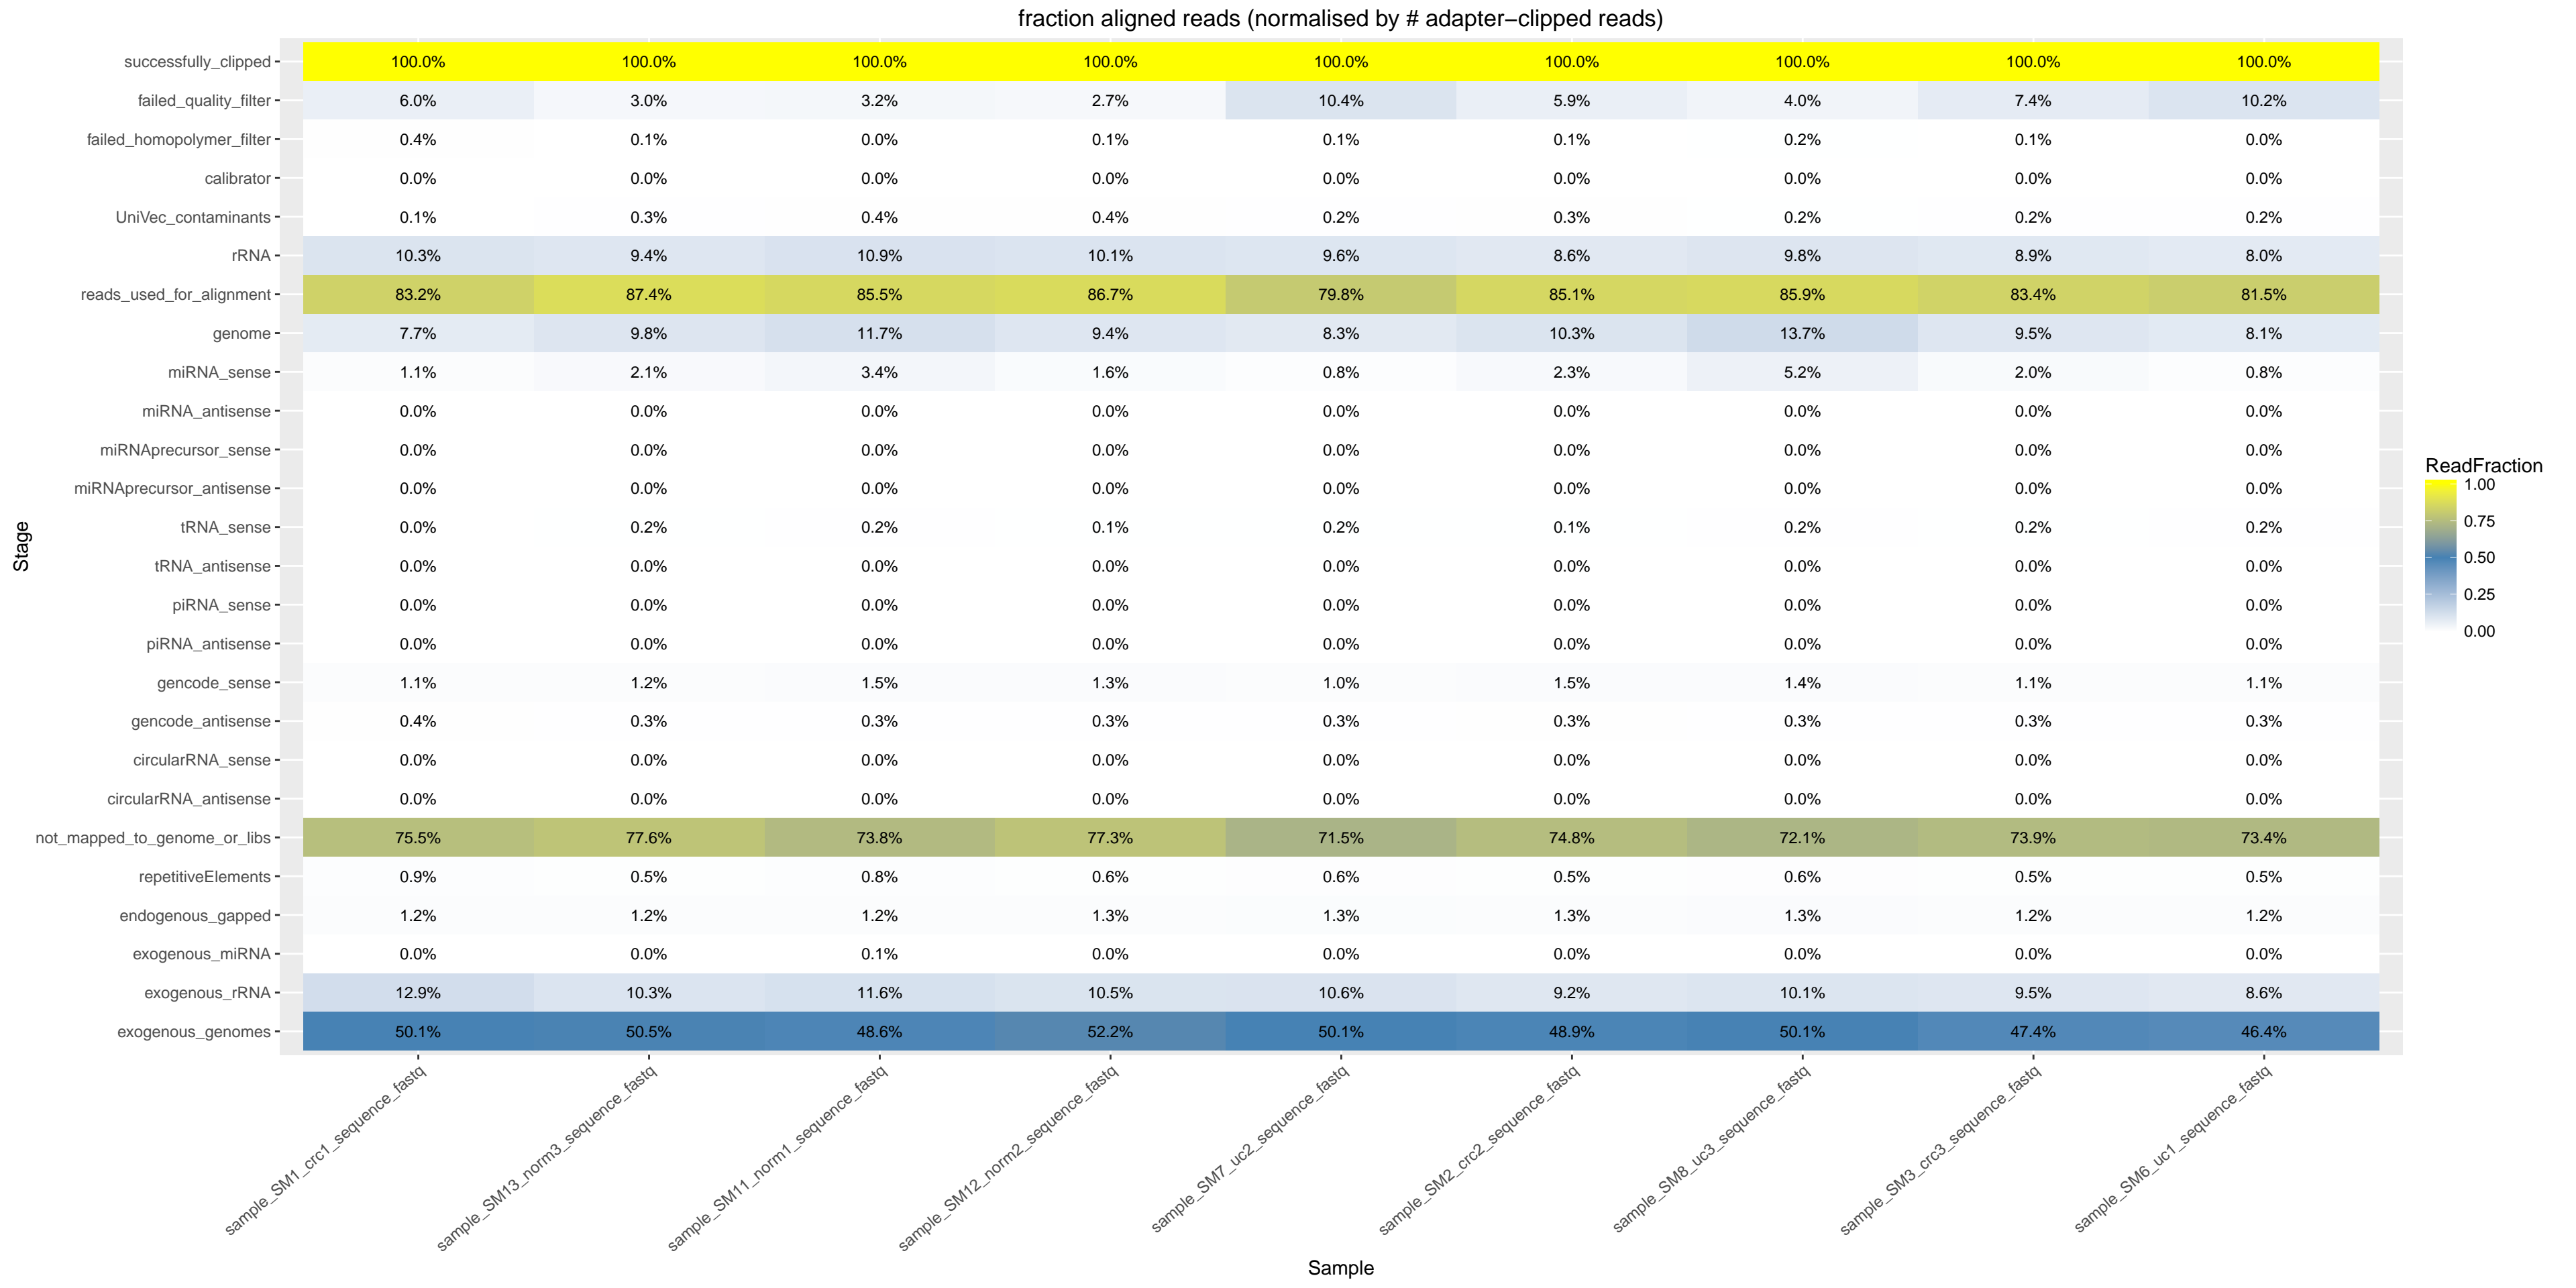 fraction aligned reads (normalised by # adapter−clipped reads)
successfully_clipped 100.0% 100.0% 100.0% 100.0% 100.0% 100.0% 100.0% 100.0% 100.0%
failed_quality_filter 6.0% 3.0% 3.2% 2.7% 10.4% 5.9% 4.0% 7.4% 10.2%
failed_homopolymer_filter 0.4% 0.1% 0.0% 0.1% 0.1% 0.1% 0.2% 0.1% 0.0%
calibrator 0.0% 0.0% 0.0% 0.0% 0.0% 0.0% 0.0% 0.0% 0.0%
UniVec_contaminants 0.1% 0.3% 0.4% 0.4% 0.2% 0.3% 0.2% 0.2% 0.2%
rRNA 10.3% 9.4% 10.9% 10.1% 9.6% 8.6% 9.8% 8.9% 8.0%
reads_used_for_alignment 83.2% 87.4% 85.5% 86.7% 79.8% 85.1% 85.9% 83.4% 81.5%
genome 7.7% 9.8% 11.7% 9.4% 8.3% 10.3% 13.7% 9.5% 8.1%
miRNA_sense 1.1% 2.1% 3.4% 1.6% 0.8% 2.3% 5.2% 2.0% 0.8%
miRNA_antisense 0.0% 0.0% 0.0% 0.0% 0.0% 0.0% 0.0% 0.0% 0.0%
miRNAprecursor_sense 0.0% 0.0% 0.0% 0.0% 0.0% 0.0% 0.0% 0.0% 0.0%
miRNAprecursor_antisense 0.0% 0.0% 0.0% 0.0% 0.0% 0.0% 0.0% 0.0% 0.0%
tRNA_sense 0.0% 0.2% 0.2% 0.1% 0.2% 0.1% 0.2% 0.2% 0.2%
tRNA_antisense 0.0% 0.0% 0.0% 0.0% 0.0% 0.0% 0.0% 0.0% 0.0%
piRNA_sense 0.0% 0.0% 0.0% 0.0% 0.0% 0.0% 0.0% 0.0% 0.0%
piRNA_antisense 0.0% 0.0% 0.0% 0.0% 0.0% 0.0% 0.0% 0.0% 0.0%
gencode_sense 1.1% 1.2% 1.5% 1.3% 1.0% 1.5% 1.4% 1.1% 1.1%
gencode_antisense 0.4% 0.3% 0.3% 0.3% 0.3% 0.3% 0.3% 0.3% 0.3%
circularRNA_sense 0.0% 0.0% 0.0% 0.0% 0.0% 0.0% 0.0% 0.0% 0.0%
circularRNA_antisense 0.0% 0.0% 0.0% 0.0% 0.0% 0.0% 0.0% 0.0% 0.0%
not_mapped_to_genome_or_libs 75.5% 77.6% 73.8% 77.3% 71.5% 74.8% 72.1% 73.9% 73.4%
repetitiveElements 0.9% 0.5% 0.8% 0.6% 0.6% 0.5% 0.6% 0.5% 0.5%
endogenous_gapped 1.2% 1.2% 1.2% 1.3% 1.3% 1.3% 1.3% 1.2% 1.2%
exogenous_miRNA 0.0% 0.0% 0.1% 0.0% 0.0% 0.0% 0.0% 0.0% 0.0%
exogenous_rRNA 12.9% 10.3% 11.6% 10.5% 10.6% 9.2% 10.1% 9.5% 8.6%
exogenous_genomes 50.1% 50.5% 48.6% 52.2% 50.1% 48.9% 50.1% 47.4% 46.4%
Stage
sample_SM1_crc1_sequence_fastq
sample_SM13_norm3_sequence_fastq
sample_SM11_norm1_sequence_fastq
sample_SM12_norm2_sequence_fastq
sample_SM7_uc2_sequence_fastq
sample_SM2_crc2_sequence_fastq
sample_SM8_uc3_sequence_fastq
sample_SM3_crc3_sequence_fastq
sample_SM6_uc1_sequence_fastq
Sample
ReadFraction
1.00
0.75
0.50
0.25
0.00